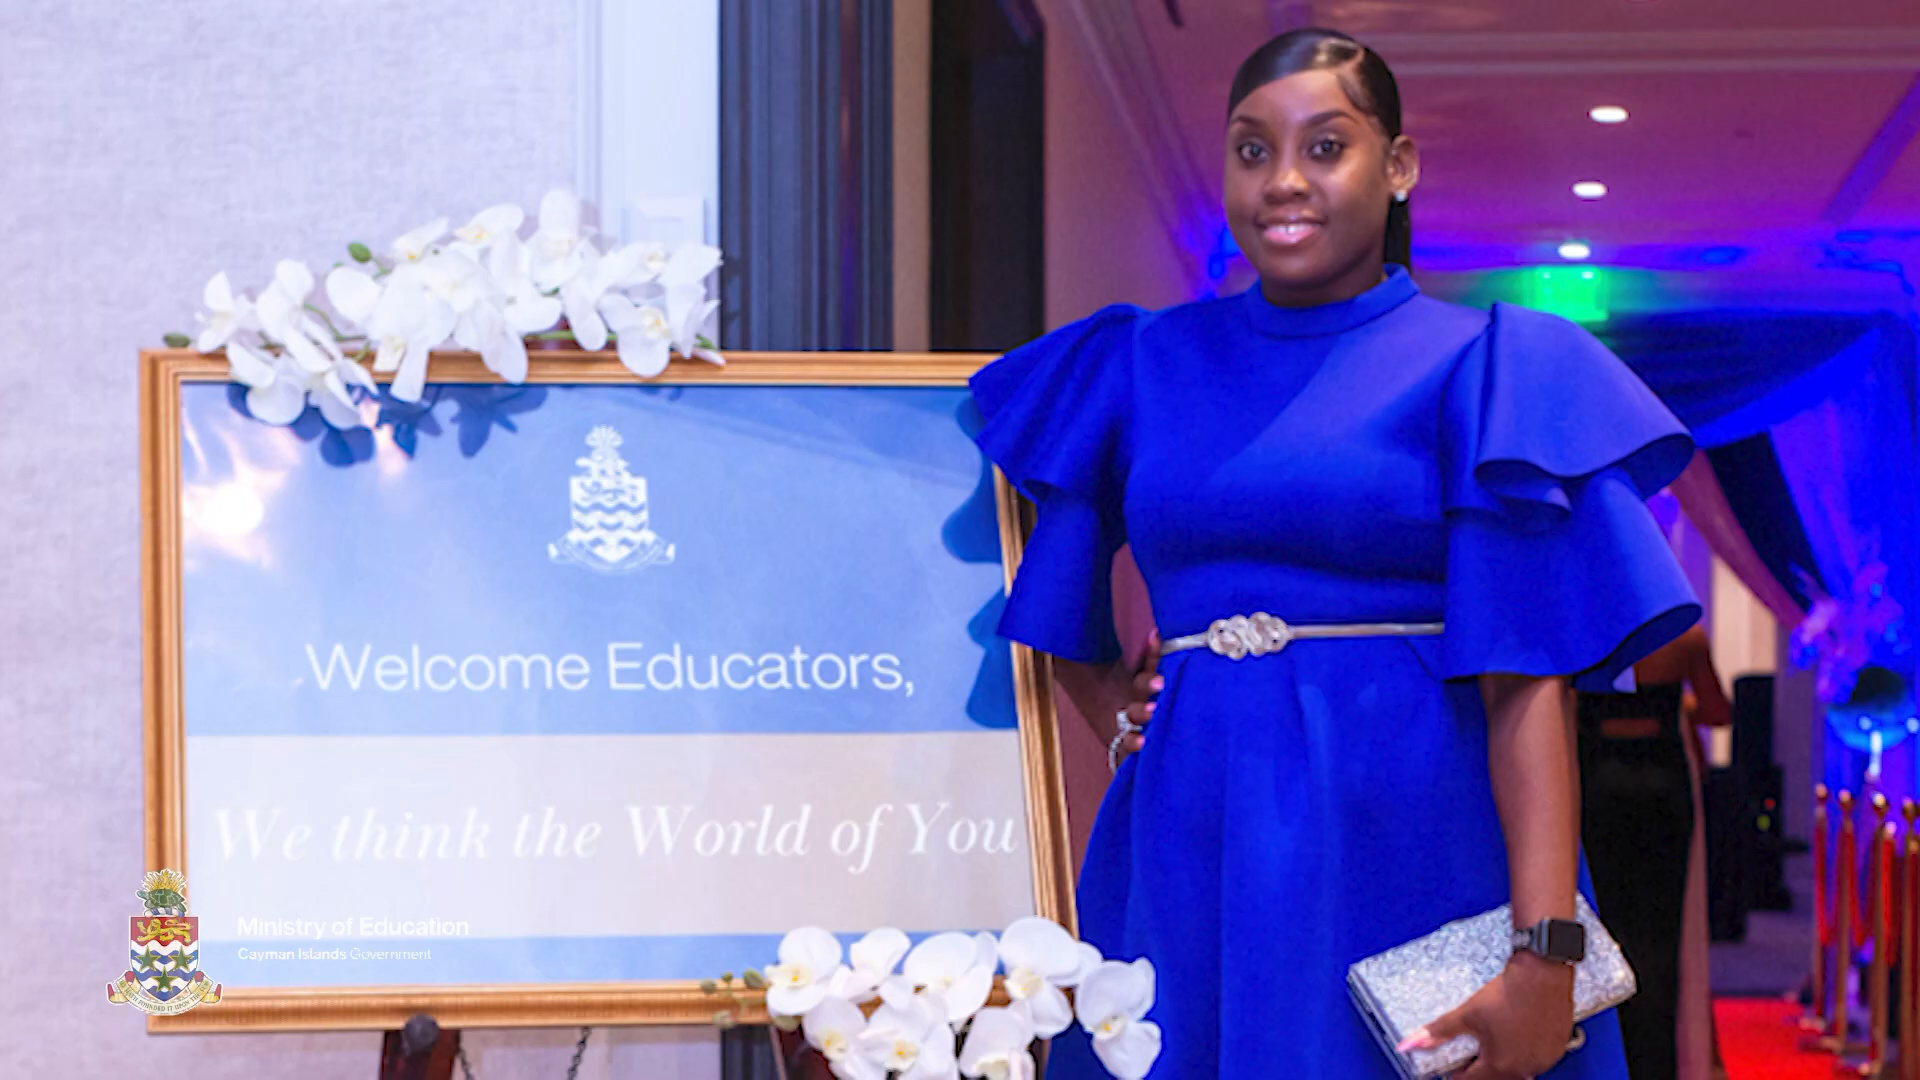 Welcome Educators,
We think the World of You
Ministry of Education
Cayman Islands Government